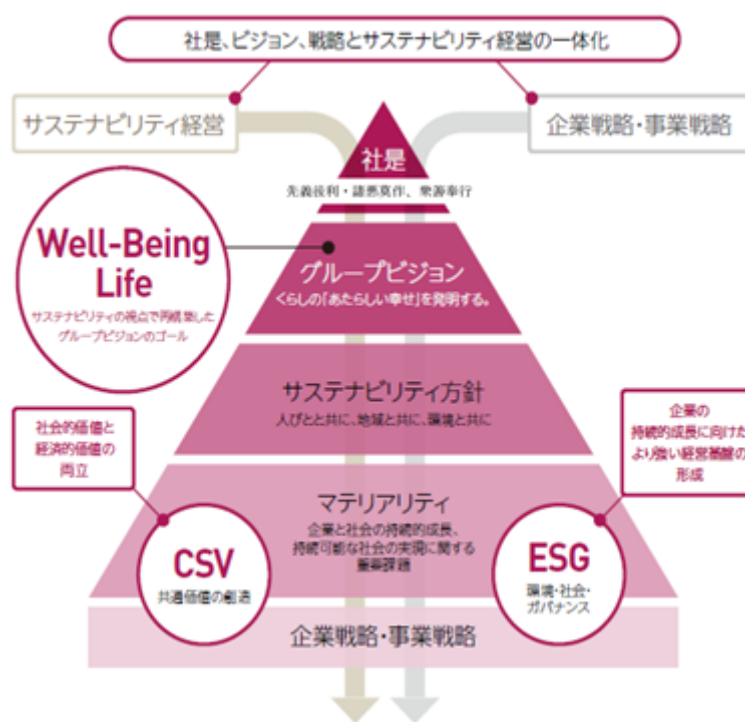 社是、ビジョン、戦略とサステナビリティ経営の一体化
サステナビリティ経営
企業戦略・事業戦略
社是
先義後利・諸悪莫作、衆善奉行
Well-Being
Life
サステナビリティの視点で再構築した
グループビジョンのゴール
グループビジョン
くらしの「あたらしい幸せ」を発明する。
サステナビリティ方針
人びとと共に、地域と共に、環境と共に
社会的価値と
経済的価値の
両立
企業の
持続的成長に向けた
より強い経営基盤の
形成
マテリアリティ
企業と社会の持続的成長、
持続可能な社会の実現に関する
重要課題
CSV
共通価値の創造
ESG
環境・社会・
ガバナンス
企業戦略・事業戦略